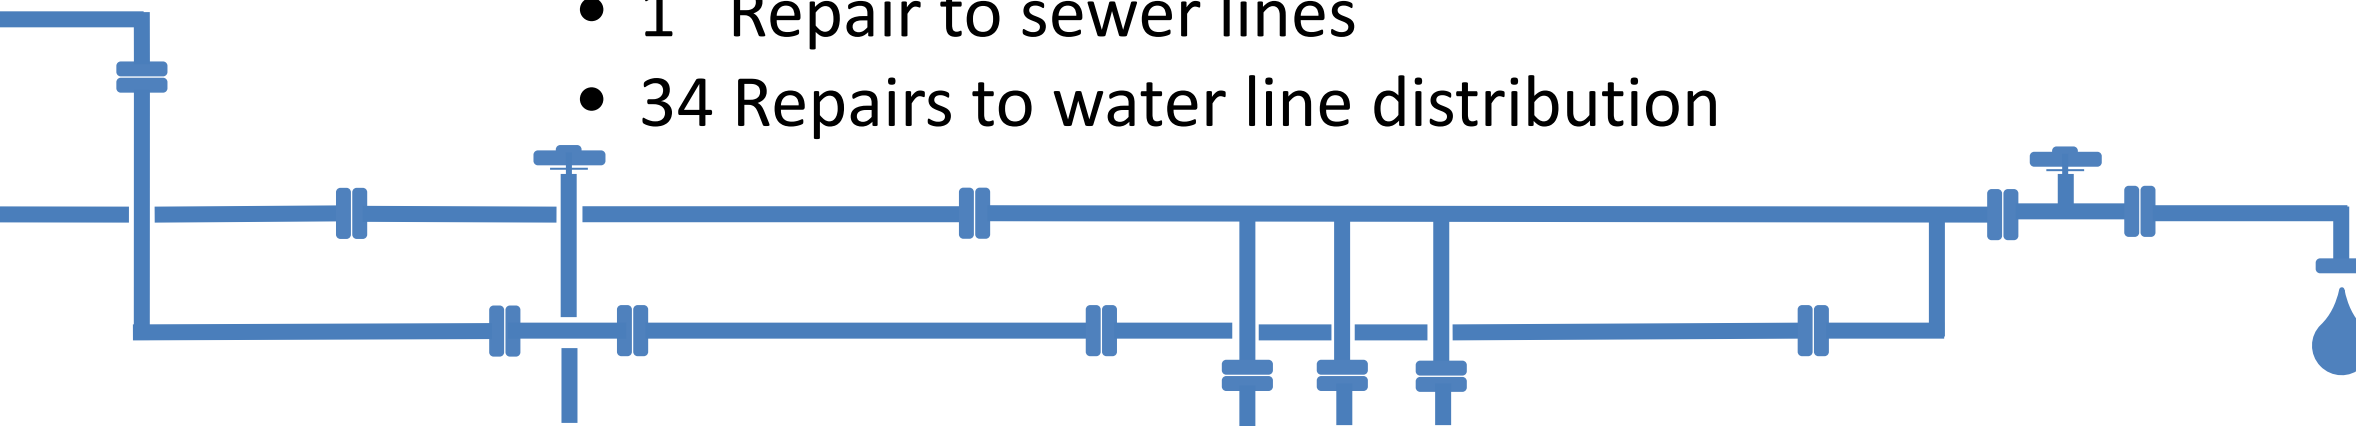 • 1 Repair to sewer lines
• 34 Repairs to water line distribution